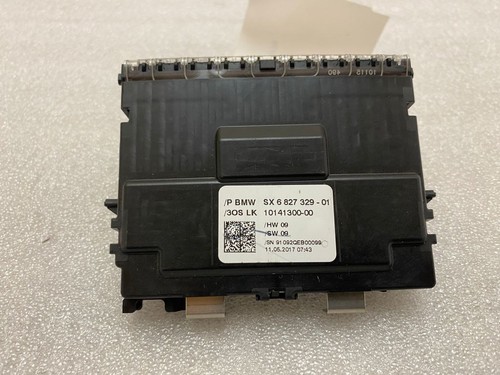 /P BMW SX 6 827 329 - 01
/3OS LK 10141300-00
/HW 09
/SW 09
/SN 91092QEB00099
11.05.2017 07:43